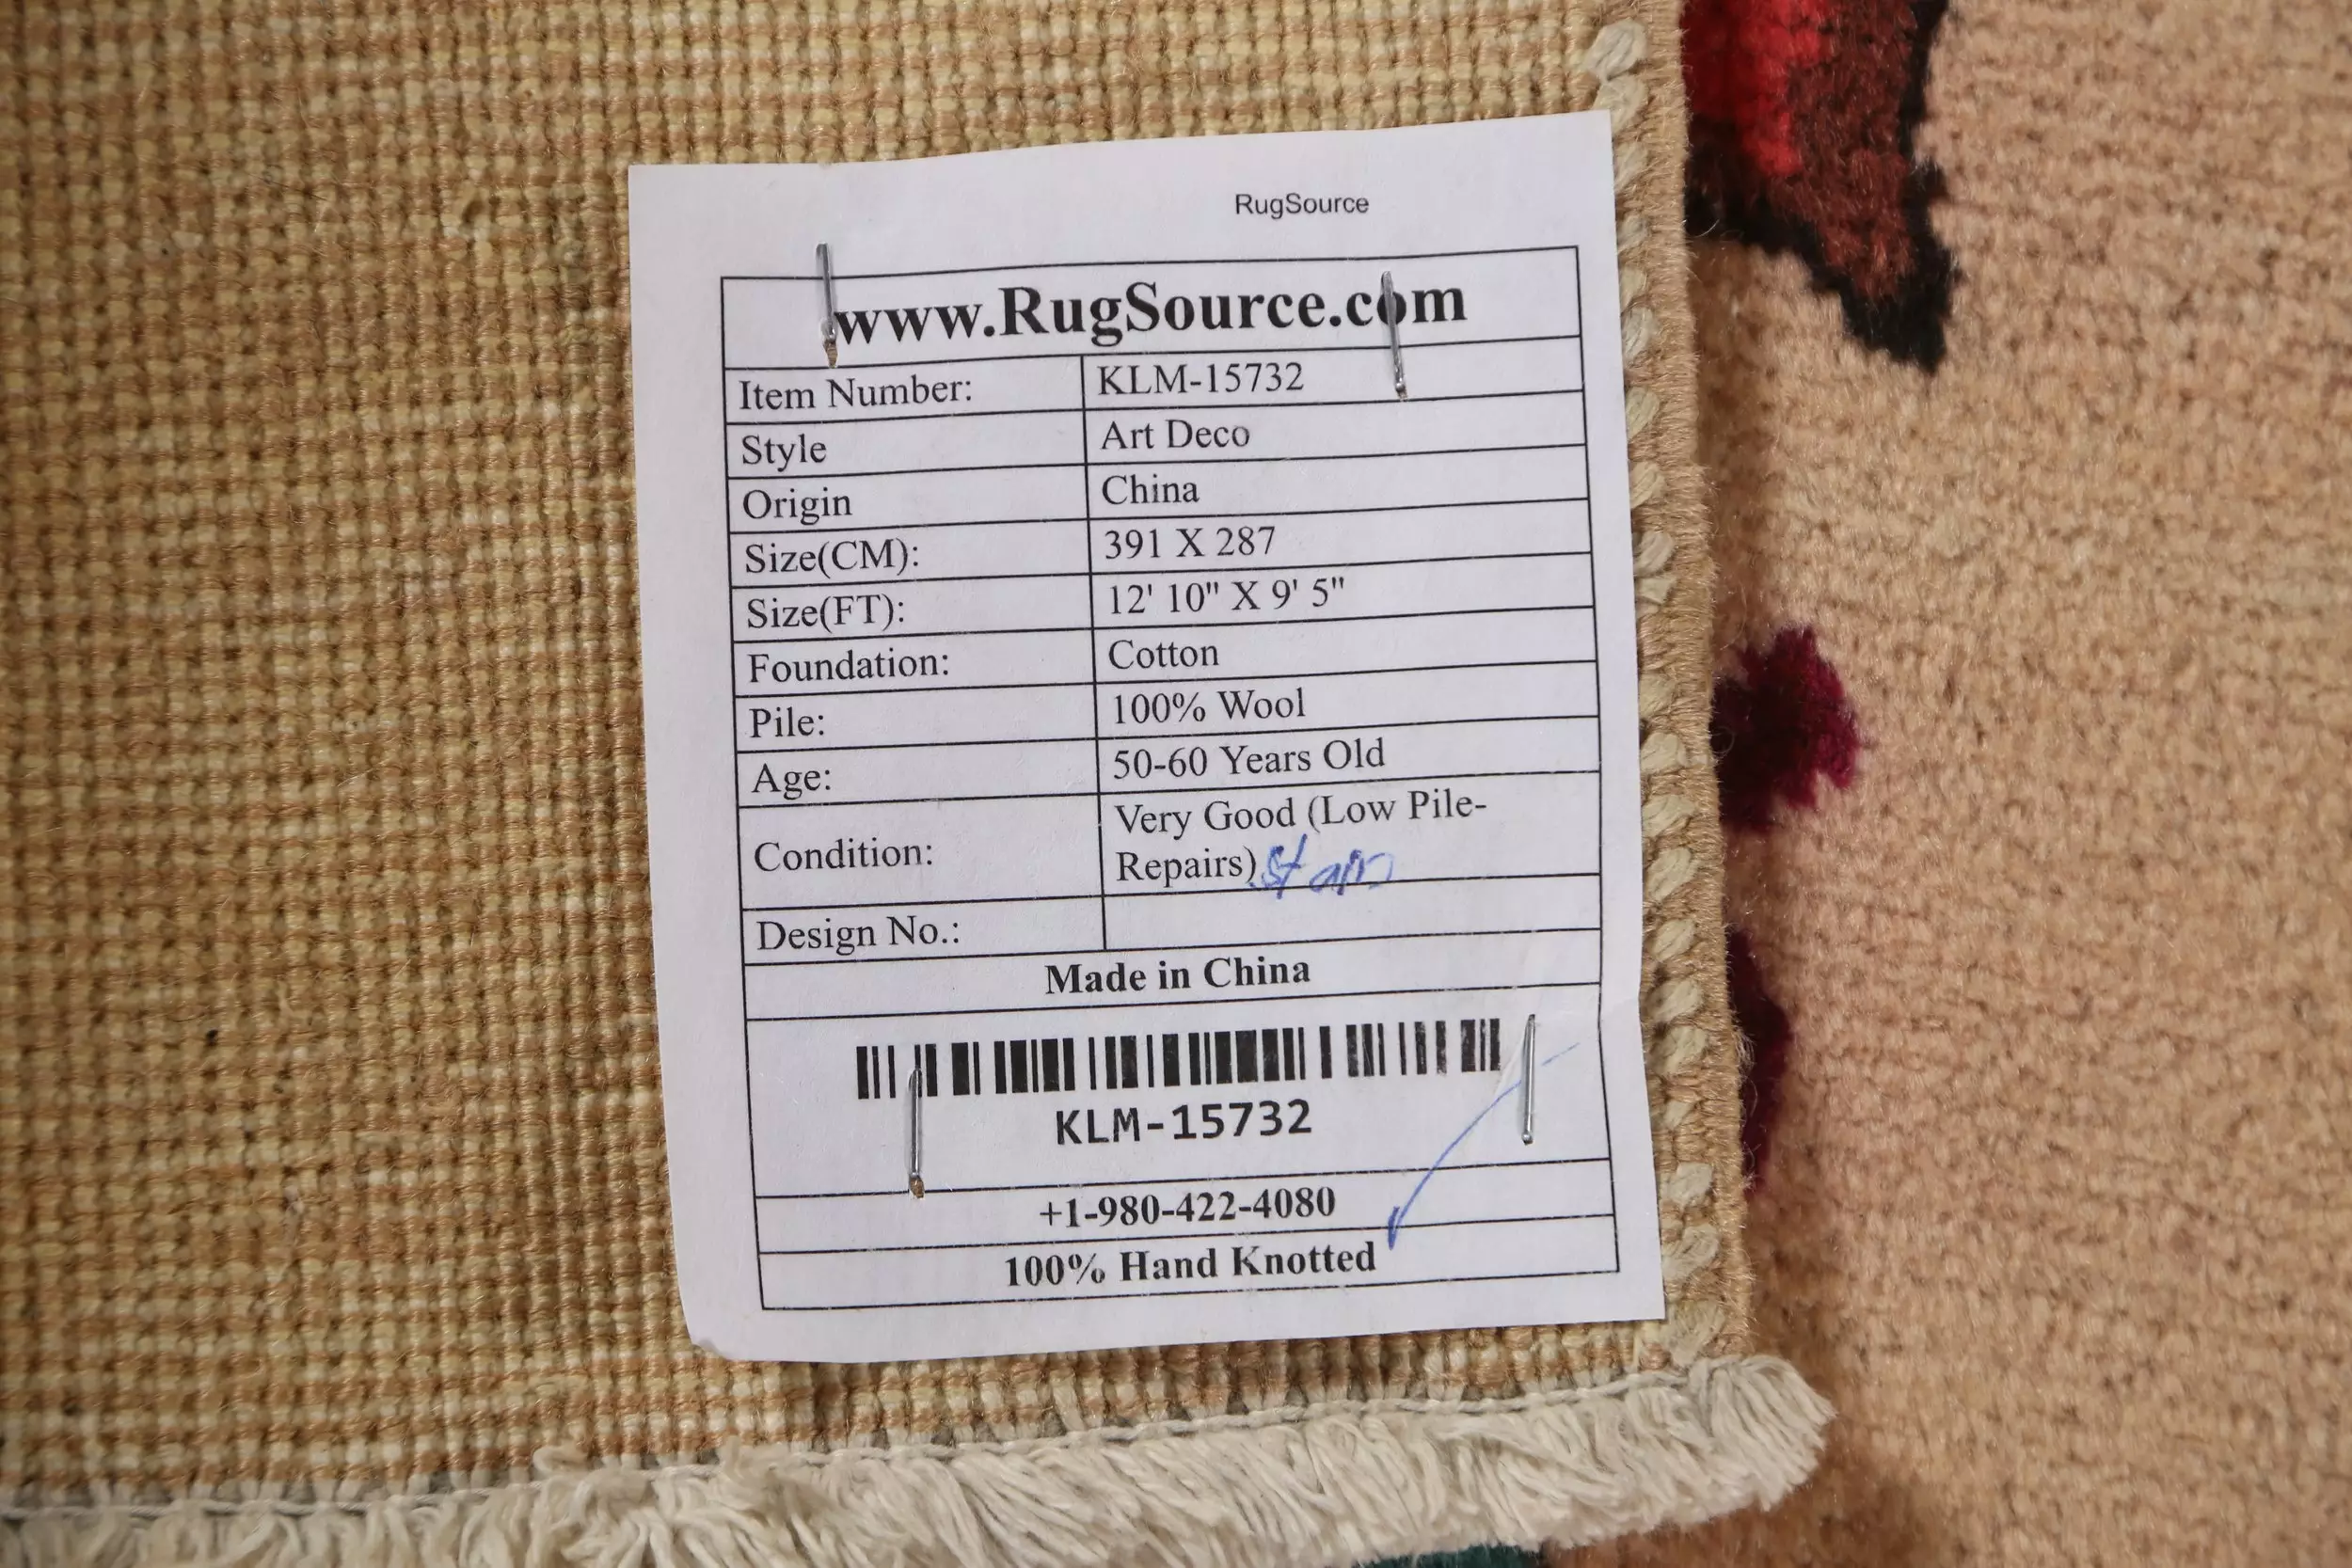 RugSource
www.RugSource.com
Item Number: KLM-15732
Style Art Deco
Origin China
Size(CM): 391 X 287
Size(FT): 12' 10" X 9' 5"
Foundation: Cotton
Pile: 100% Wool
Age: 50-60 Years Old
Condition: Very Good (Low Pile-
Repairs) stain
Design No.:
Made in China
KLM-15732
+1-980-422-4080
100% Hand Knotted